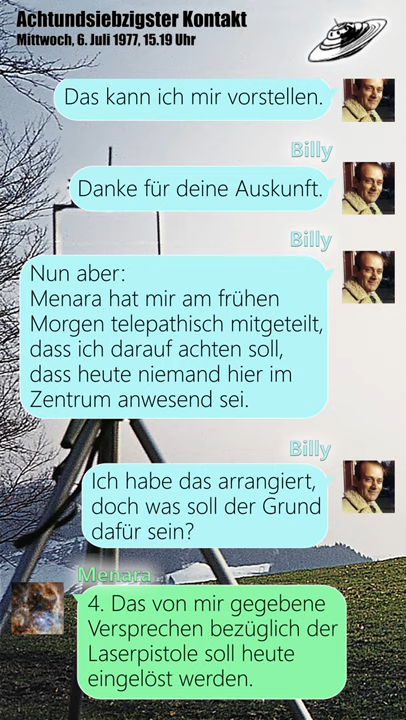 Achtundsiebzigster Kontakt
Mittwoch, 6. Juli 1977, 15.19 Uhr
Das kann ich mir vorstellen.
Billy
Danke für deine Auskunft.
Billy
Nun aber:
Menara hat mir am frühen
Morgen telepathisch mitgeteilt,
dass ich darauf achten soll,
dass heute niemand hier im
Zentrum anwesend sei.
Billy
Ich habe das arrangiert,
doch was soll der Grund
dafür sein?
Menara
4. Das von mir gegebene
Versprechen bezüglich der
Laserpistole soll heute
eingelöst werden.